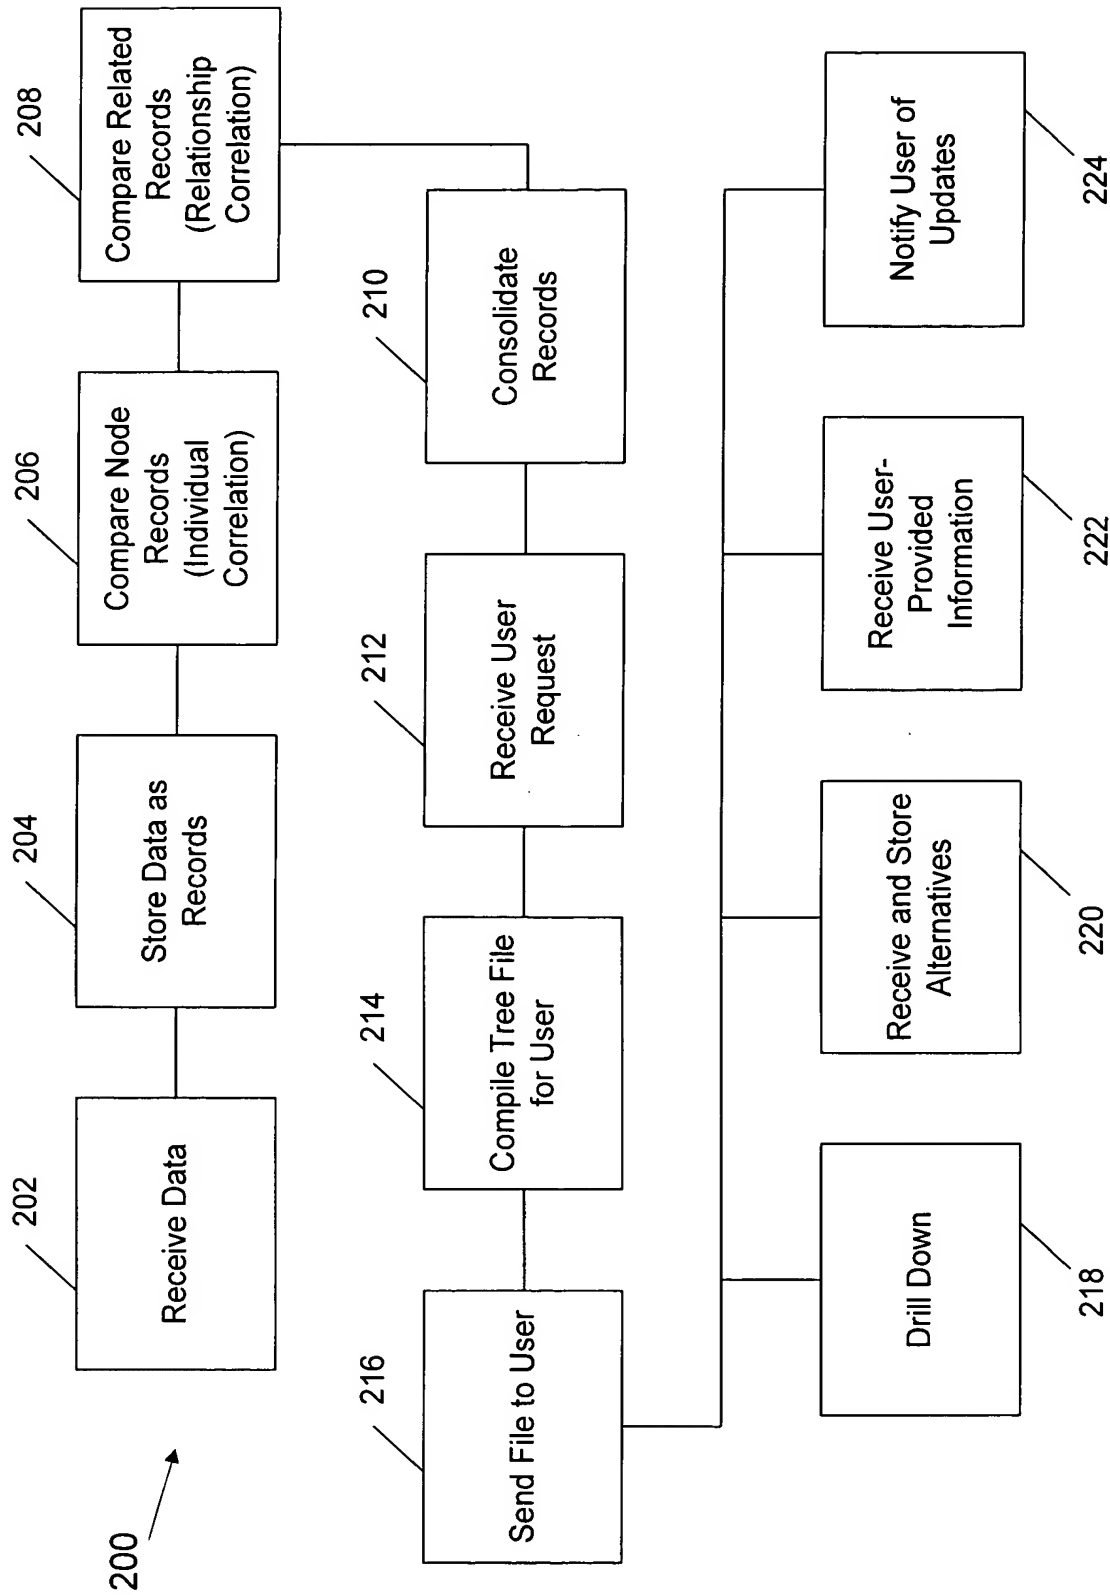 200
202
Receive Data
204
Store Data as
Records
206
Compare Node
Records
(Individual
Correlation)
208
Compare Related
Records
(Relationship
Correlation)
210
Consolidate
Records
212
Receive User
Request
214
Compile Tree File
for User
216
Send File to User
Drill Down
218
Receive and Store
Alternatives
220
Receive User-
Provided
Information
222
Notify User of
Updates
224